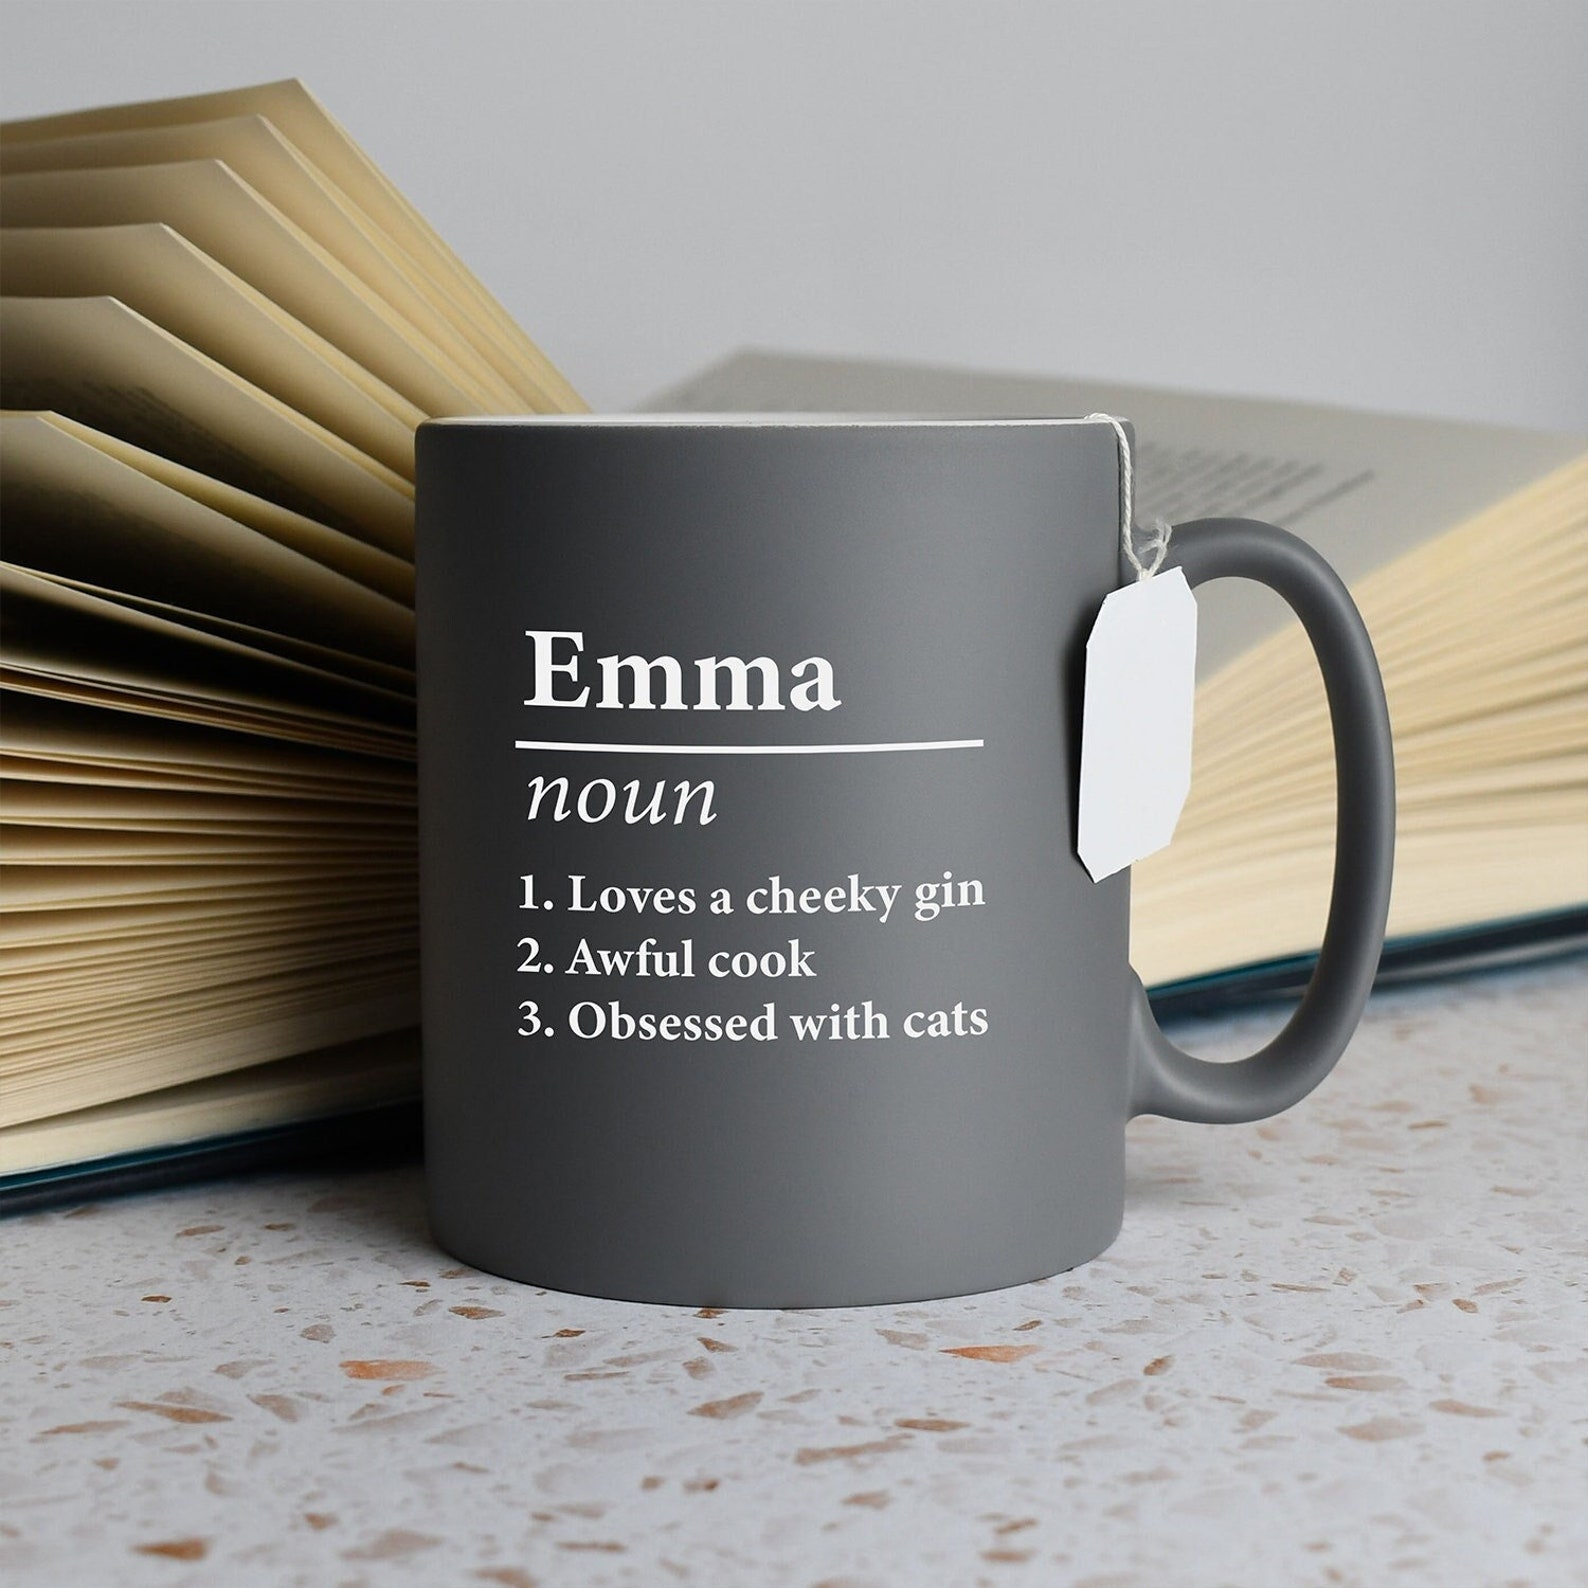 Emma
noun
1. Loves a cheeky gin
2. Awful cook
3. Obsessed with cats